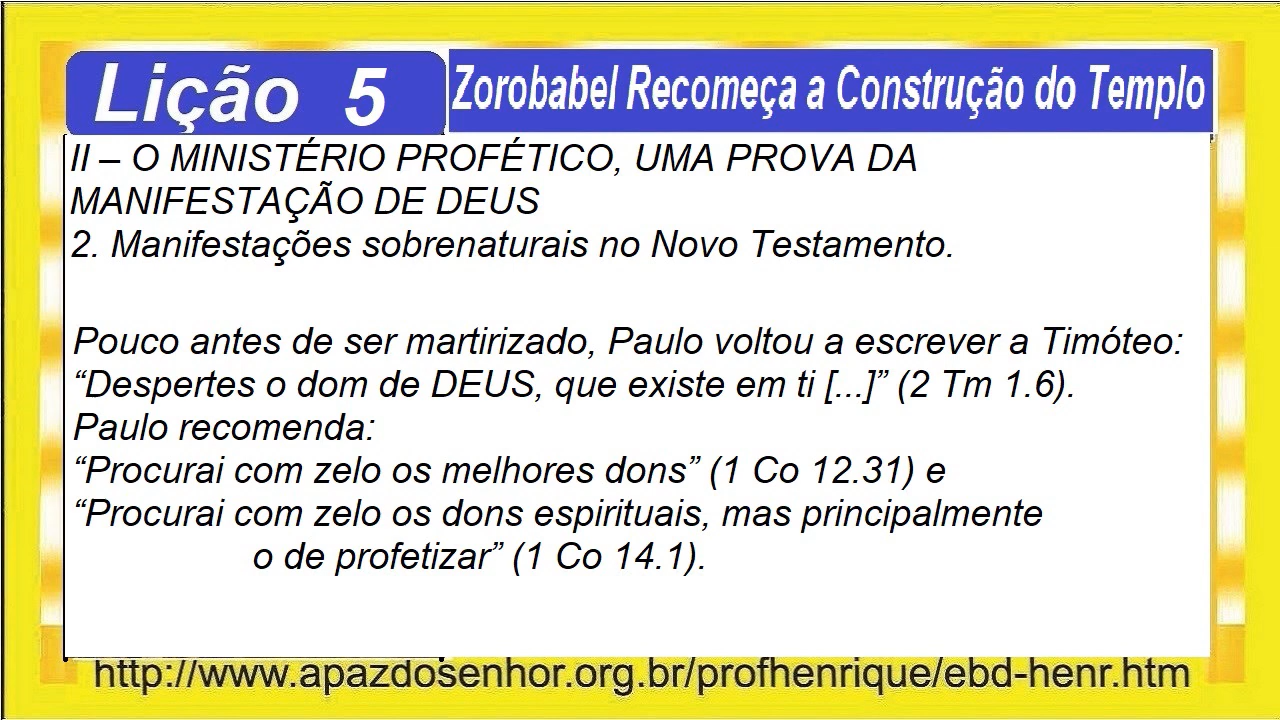 Lição 5 Zorobabel Recomeça a Construção do Templo
II – O MINISTÉRIO PROFÉTICO, UMA PROVA DA
MANIFESTAÇÃO DE DEUS
2. Manifestações sobrenaturais no Novo Testamento.
Pouco antes de ser martirizado, Paulo voltou a escrever a Timóteo:
“Despertes o dom de DEUS, que existe em ti [...]” (2 Tm 1.6).
Paulo recomenda:
“Procurai com zelo os melhores dons” (1 Co 12.31) e
“Procurai com zelo os dons espirituais, mas principalmente
o de profetizar” (1 Co 14.1).
http://www.apazdosenhor.org.br/profhenrique/ebd-henr.htm